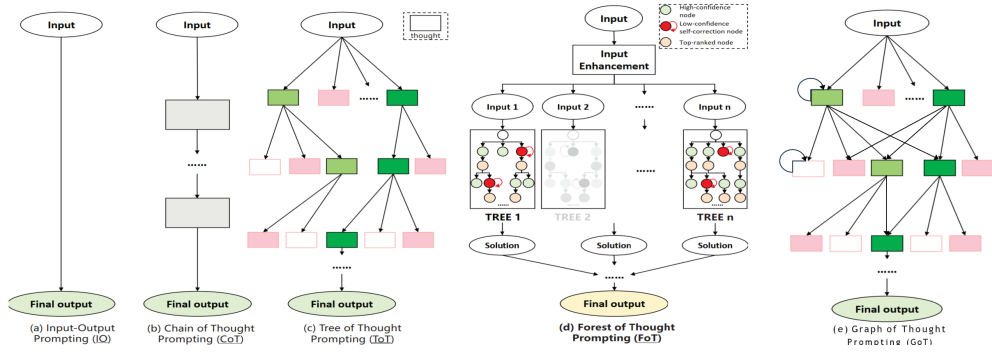 Input
Final output
(a) Input-Output
Prompting (IO)
Input
......
Final output
(b) Chain of Thought
Prompting (CoT)
thought
Input
......
......
Final output
(c) Tree of Thought
Prompting (ToT)
High-confidence
node
Low-confidence
self-correction node
Top-ranked node
Input
Input
Enhancement
Input 1
Input 2
......
Input n
......
......
......
TREE 1
TREE 2
TREE n
Solution
Solution
Solution
......
Final output
(d) Forest of Thought
Prompting (FoT)
Input
......
......
Final output
(e) Graph of Thought
Prompting (GoT)